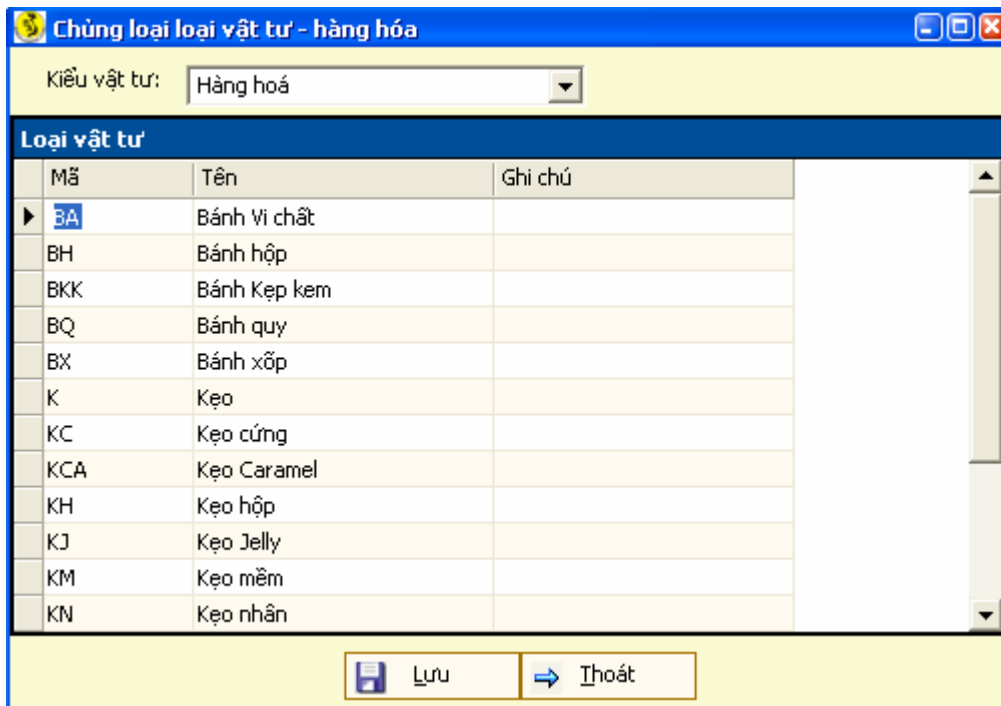 Chủng loại loại vật tư - hàng hóa
Kiểu vật tư: Hàng hoá
Loại vật tư
Mã Tên Ghi chú
BA Bánh Vi chất
BH Bánh hộp
BKK Bánh Kẹp kem
BQ Bánh quy
BX Bánh xốp
K Kẹo
KC Kẹo cứng
KCA Kẹo Caramel
KH Kẹo hộp
KJ Kẹo Jelly
KM Kẹo mềm
KN Kẹo nhân
Lưu Thoát